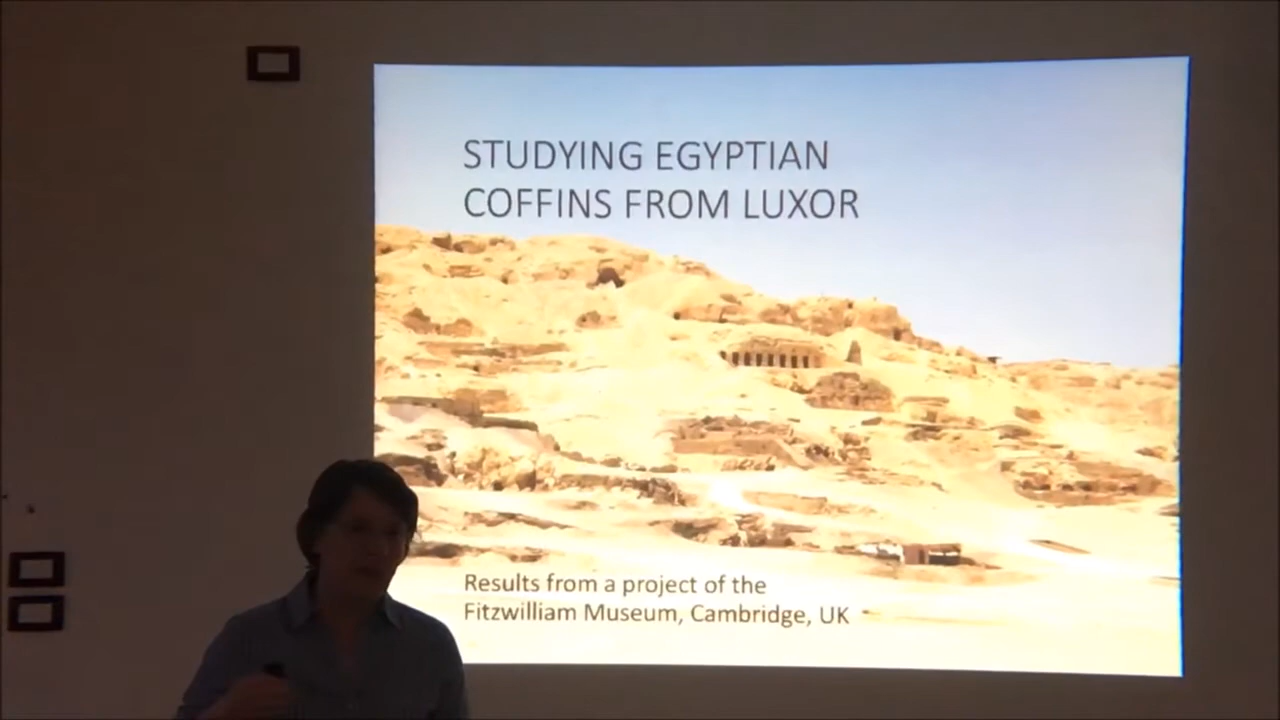 STUDYING EGYPTIAN
COFFINS FROM LUXOR
Results from a project of the
Fitzwilliam Museum, Cambridge, UK